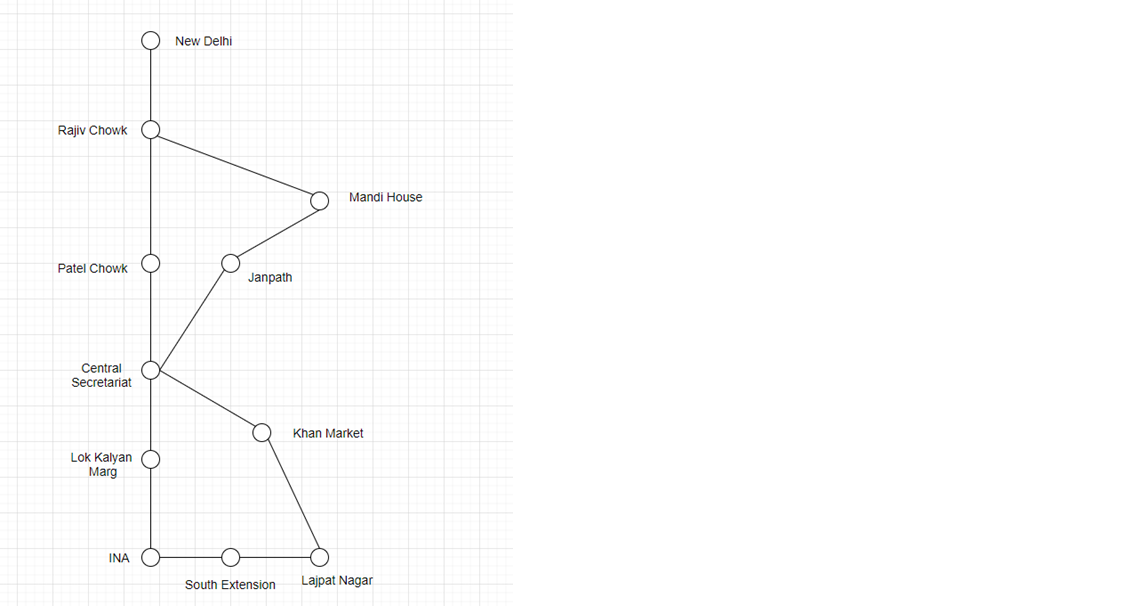 New Delhi
Rajiv Chowk
Mandi House
Patel Chowk
Janpath
Central
Secretariat
Khan Market
Lok Kalyan
Marg
INA
South Extension
Lajpat Nagar